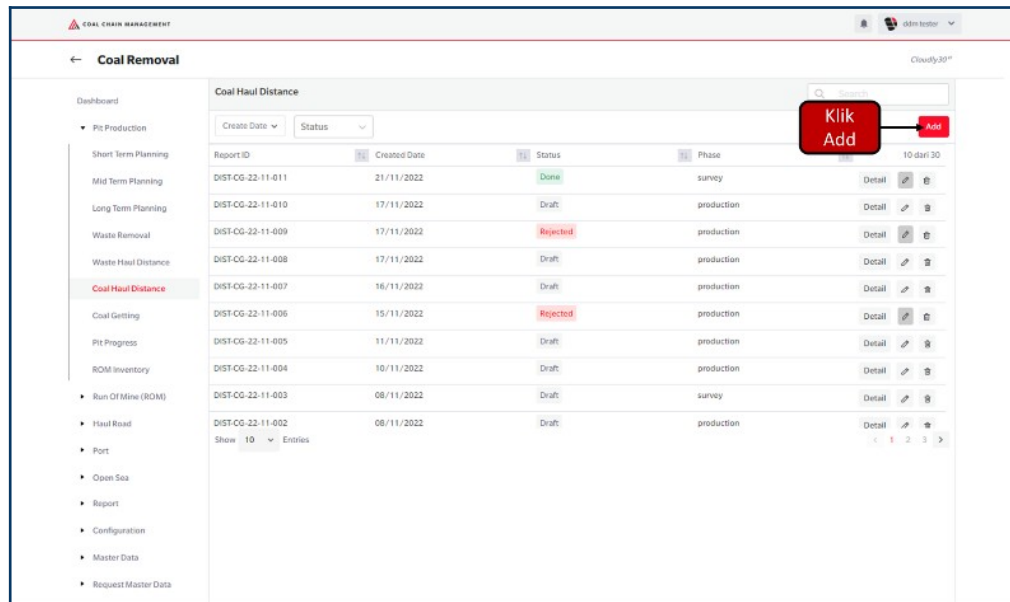 COAL CHAIN MANAGEMENT
ddm tester
Coal Removal
Cloudly30°
Dashboard
Pit Production
Short Term Planning
Mid Term Planning
Long Term Planning
Waste Removal
Waste Haul Distance
Coal Haul Distance
Coal Getting
Pit Progress
ROM Inventory
Run Of Mine (ROM)
Haul Road
Port
Open Sea
Report
Configuration
Master Data
Request Master Data
Coal Haul Distance
Search
Create Date
Status
Klik
Add
Add
Report ID Created Date Status Phase 10 dari 30
DIST-CG-22-11-011 21/11/2022 Done survey Detail
DIST-CG-22-11-010 17/11/2022 Draft production Detail
DIST-CG-22-11-009 17/11/2022 Rejected production Detail
DIST-CG-22-11-008 17/11/2022 Draft production Detail
DIST-CG-22-11-007 16/11/2022 Draft production Detail
DIST-CG-22-11-006 15/11/2022 Rejected production Detail
DIST-CG-22-11-005 11/11/2022 Draft production Detail
DIST-CG-22-11-004 10/11/2022 Draft production Detail
DIST-CG-22-11-003 08/11/2022 Draft survey Detail
DIST-CG-22-11-002 08/11/2022 Draft production Detail
Show 10 Entries
1 2 3